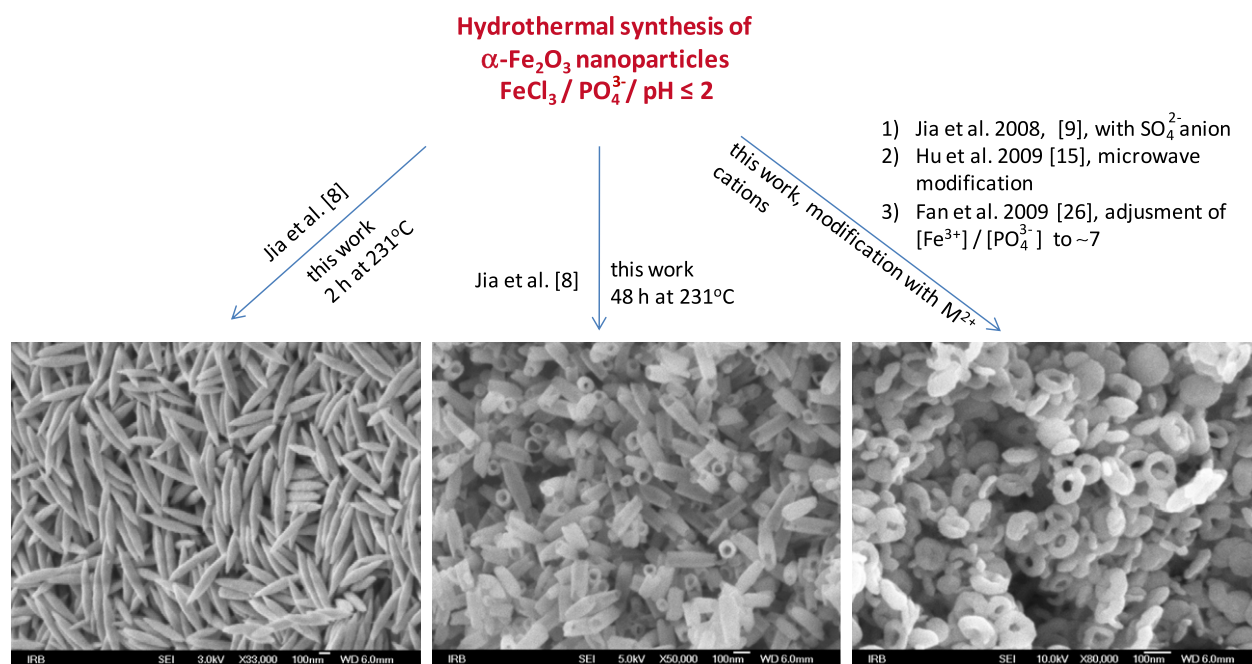 Hydrothermal synthesis of
α-Fe₂O₃ nanoparticles
FeCl₃ / PO₄³⁻ / pH ≤ 2
Jia et al. [8]
this work
2 h at 231°C
Jia et al. [8]
this work
48 h at 231°C
this work, modification with M²⁺
cations
1) Jia et al. 2008, [9], with SO₄²⁻ anion
2) Hu et al. 2009 [15], microwave
modification
3) Fan et al. 2009 [26], adjusment of
[Fe³⁺] / [PO₄³⁻] to ~7
IRB SEI 3.0kV X33,000 100nm WD 6.0mm
IRB SEI 5.0kV X50,000 100nm WD 6.0mm
IRB SEI 10.0kV X80,000 100nm WD 6.0mm